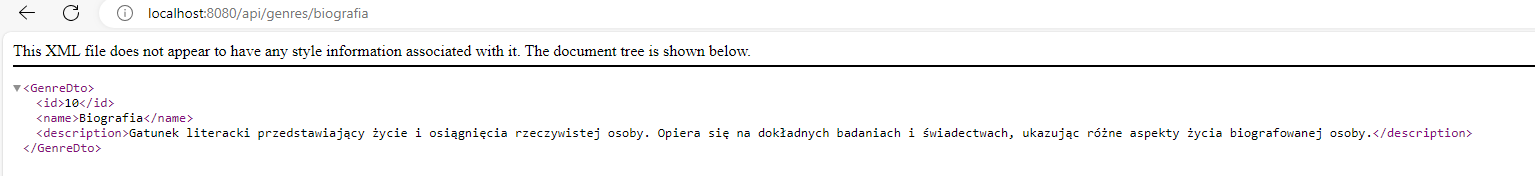 localhost:8080/api/genres/biografia
This XML file does not appear to have any style information associated with it. The document tree is shown below.
▼<GenreDto>
<id>10</id>
<name>Biografia</name>
<description>Gatunek literacki przedstawiający życie i osiągnięcia rzeczywistej osoby. Opiera się na dokładnych badaniach i świadectwach, ukazując różne aspekty życia biografowanej osoby.</description>
</GenreDto>